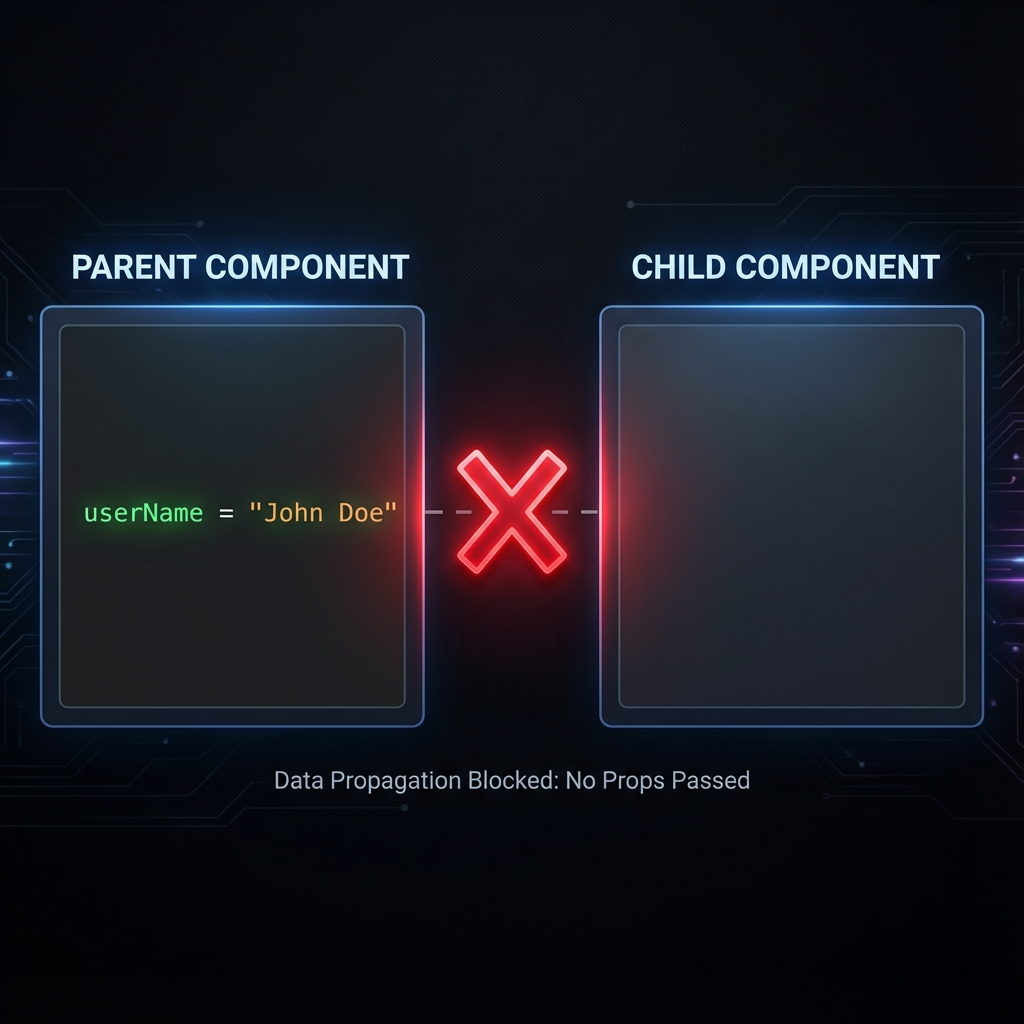 PARENT COMPONENT
CHILD COMPONENT
userName = "John Doe"
Data Propagation Blocked: No Props Passed